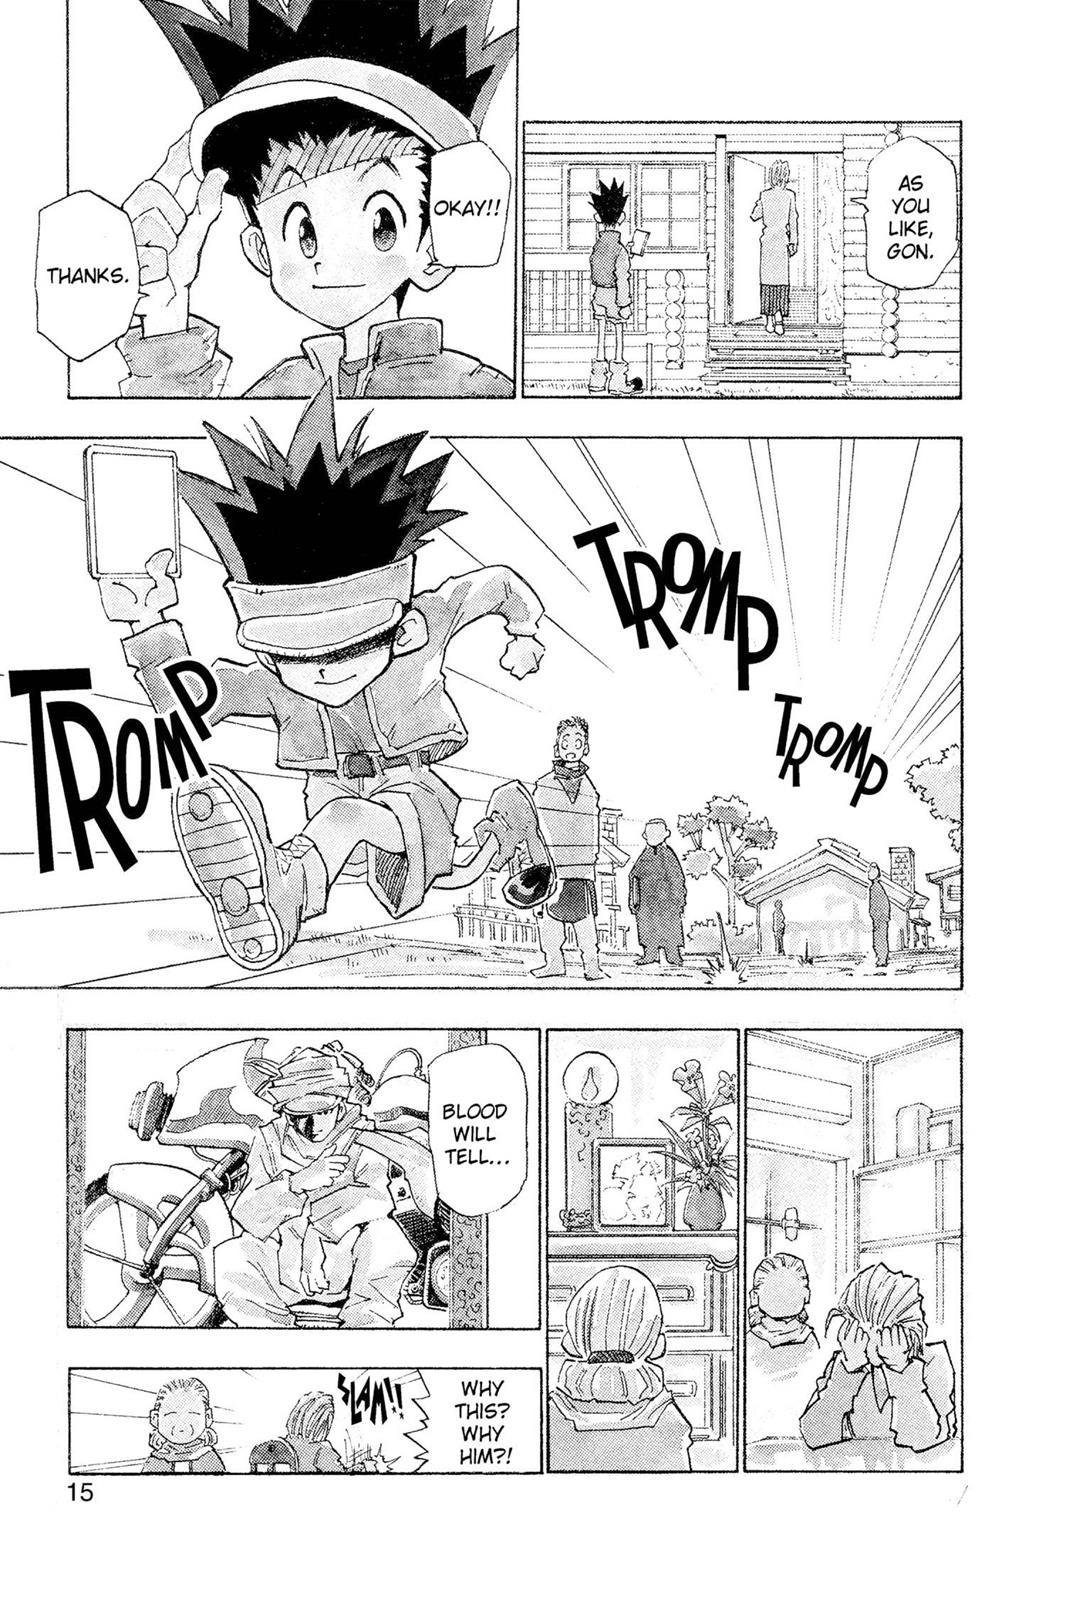 AS
YOU
LIKE,
GON.
OKAY!!
THANKS.
TROMP
TROMP
TROMP
BLOOD
WILL
TELL...
SLAM!!
WHY
THIS?
WHY
HIM?!
15